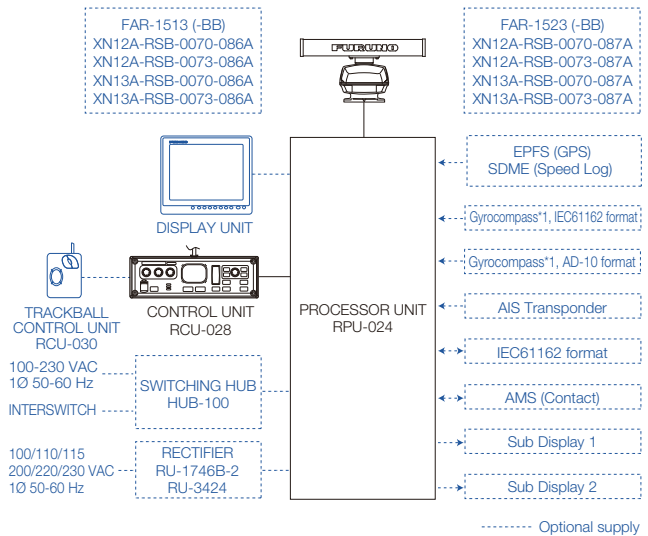 FAR-1513 (-BB)
XN12A-RSB-0070-086A
XN12A-RSB-0073-086A
XN13A-RSB-0070-086A
XN13A-RSB-0073-086A
FURUNO
FAR-1523 (-BB)
XN12A-RSB-0070-087A
XN12A-RSB-0073-087A
XN13A-RSB-0070-087A
XN13A-RSB-0073-087A
FURUNO
DISPLAY UNIT
TRACKBALL
CONTROL UNIT
RCU-030
CONTROL UNIT
RCU-028
100-230 VAC
1Ø 50-60 Hz
INTERSWITCH
SWITCHING HUB
HUB-100
100/110/115
200/220/230 VAC
1Ø 50-60 Hz
RECTIFIER
RU-1746B-2
RU-3424
PROCESSOR UNIT
RPU-024
EPFS (GPS)
SDME (Speed Log)
Gyrocompass*1, IEC61162 format
Gyrocompass*1, AD-10 format
AIS Transponder
IEC61162 format
AMS (Contact)
Sub Display 1
Sub Display 2
Optional supply